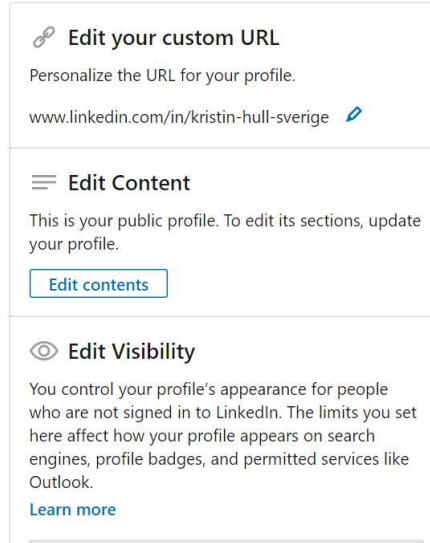 Edit your custom URL
Personalize the URL for your profile.
www.linkedin.com/in/kristin-hull-sverige
Edit Content
This is your public profile. To edit its sections, update
your profile.
Edit contents
Edit Visibility
You control your profile's appearance for people
who are not signed in to LinkedIn. The limits you set
here affect how your profile appears on search
engines, profile badges, and permitted services like
Outlook.
Learn more